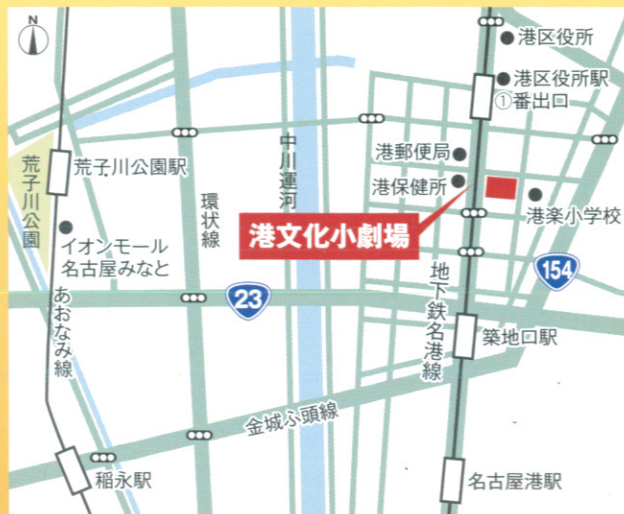 N
港区役所
港区役所駅
①番出口
港郵便局
港保健所
港楽小学校
荒子川公園駅
荒子川公園
イオンモール
名古屋みなと
あおなみ線
環状線
中川運河
港文化小劇場
地下鉄名港線
154
23
築地口駅
金城ふ頭線
稲永駅
名古屋港駅